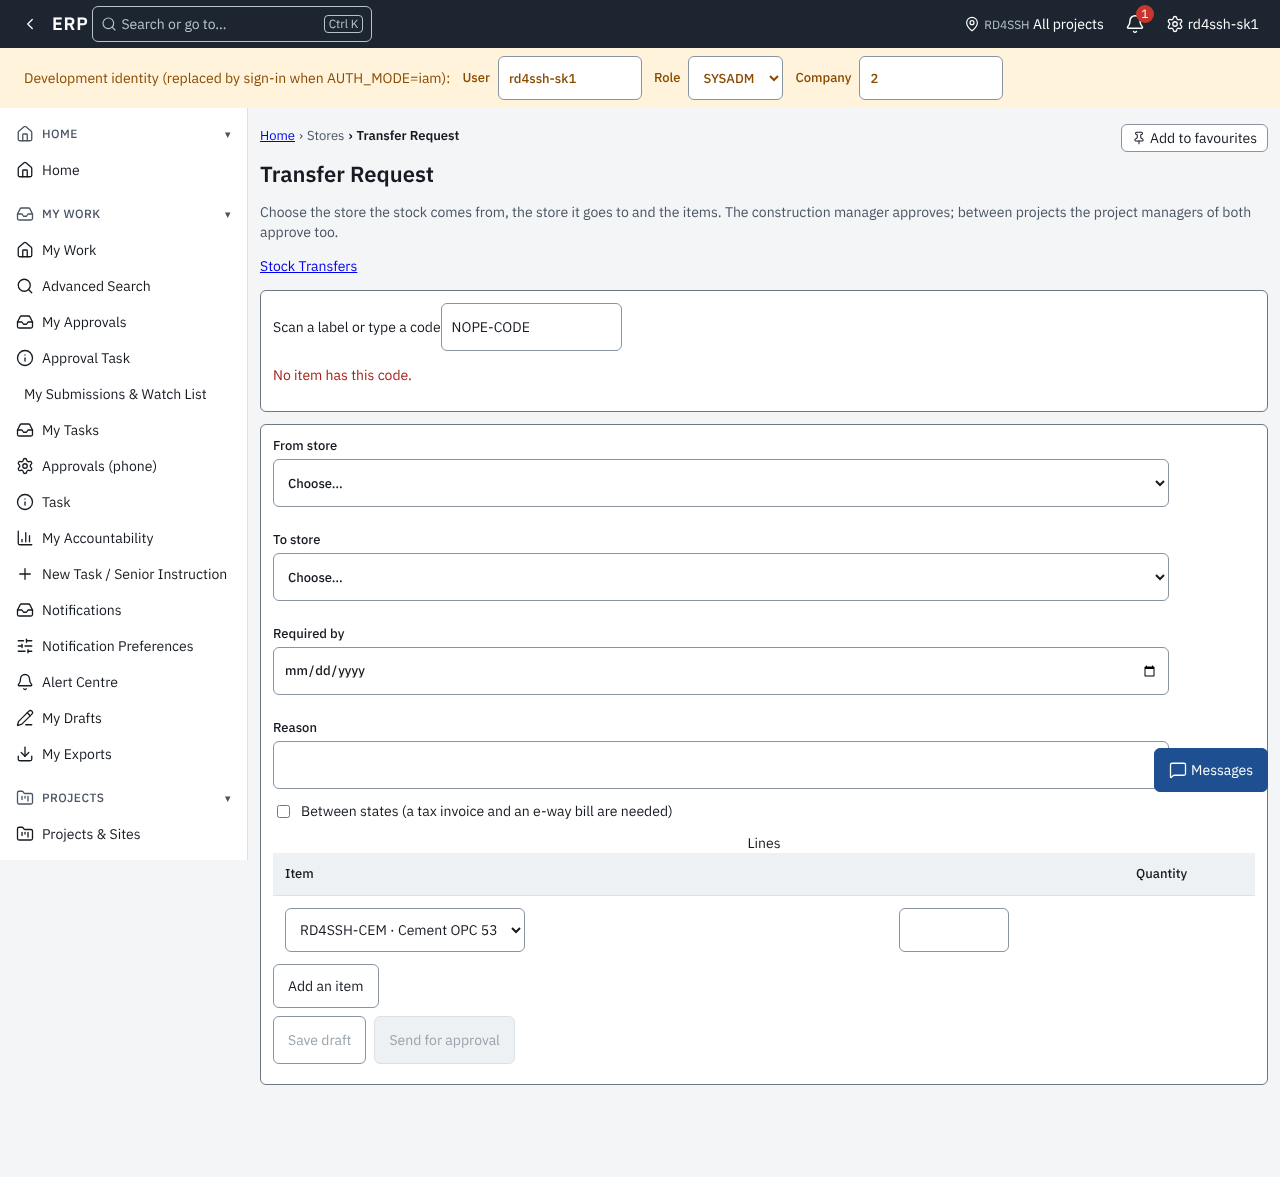 ERP
Search or go to...
Ctrl K
RD4SSH All projects
1
rd4ssh-sk1
Development identity (replaced by sign-in when AUTH_MODE=iam):
User
rd4ssh-sk1
Role
SYSADM
Company
2
HOME
Home
MY WORK
My Work
Advanced Search
My Approvals
Approval Task
My Submissions & Watch List
My Tasks
Approvals (phone)
Task
My Accountability
New Task / Senior Instruction
Notifications
Notification Preferences
Alert Centre
My Drafts
My Exports
PROJECTS
Projects & Sites
Home › Stores › Transfer Request
Add to favourites
Transfer Request
Choose the store the stock comes from, the store it goes to and the items. The construction manager approves; between projects the project managers of both
approve too.
Stock Transfers
Scan a label or type a code
NOPE-CODE
No item has this code.
From store
Choose...
To store
Choose...
Required by
mm/dd/yyyy
Reason
Messages
Between states (a tax invoice and an e-way bill are needed)
Lines
Item
Quantity
RD4SSH-CEM · Cement OPC 53
Add an item
Save draft
Send for approval